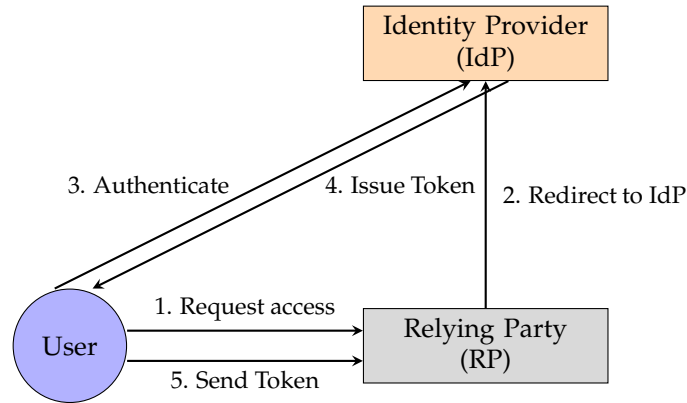 Identity Provider
(IdP)
3. Authenticate
4. Issue Token
2. Redirect to IdP
1. Request access
User
Relying Party
(RP)
5. Send Token